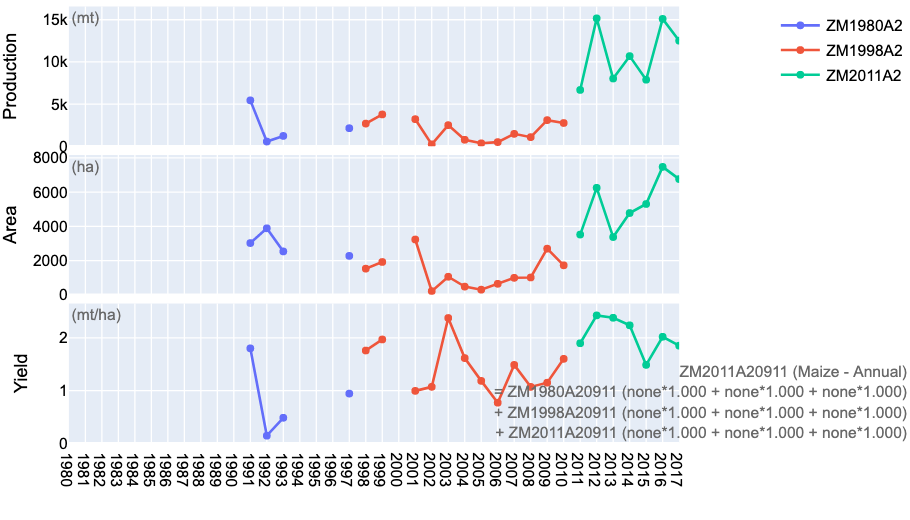 (mt)
Production
15k
10k
5k
0
ZM1980A2
ZM1998A2
ZM2011A2
(ha)
Area
8000
6000
4000
2000
0
(mt/ha)
Yield
2
1
0
ZM2011A20911 (Maize - Annual)
= ZM1980A20911 (none*1.000 + none*1.000 + none*1.000)
+ ZM1998A20911 (none*1.000 + none*1.000 + none*1.000)
+ ZM2011A20911 (none*1.000 + none*1.000 + none*1.000)
1980
1981
1982
1983
1984
1985
1986
1987
1988
1989
1990
1991
1992
1993
1994
1995
1996
1997
1998
1999
2000
2001
2002
2003
2004
2005
2006
2007
2008
2009
2010
2011
2012
2013
2014
2015
2016
2017